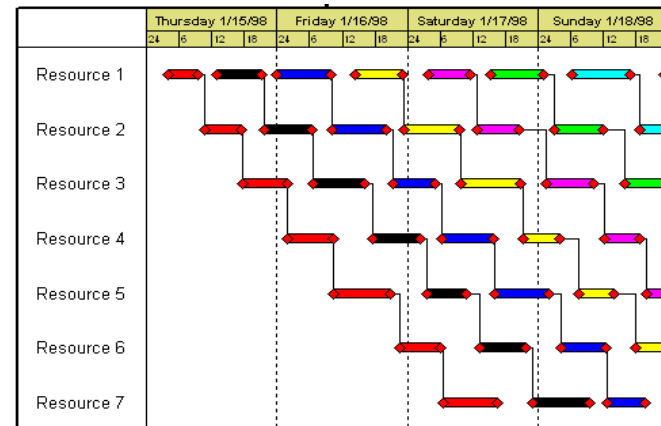 Thursday 1/15/98 Friday 1/16/98 Saturday 1/17/98 Sunday 1/18/98
24 6 12 18 24 6 12 18 24 6 12 18 24 6 12 18
Resource 1
Resource 2
Resource 3
Resource 4
Resource 5
Resource 6
Resource 7